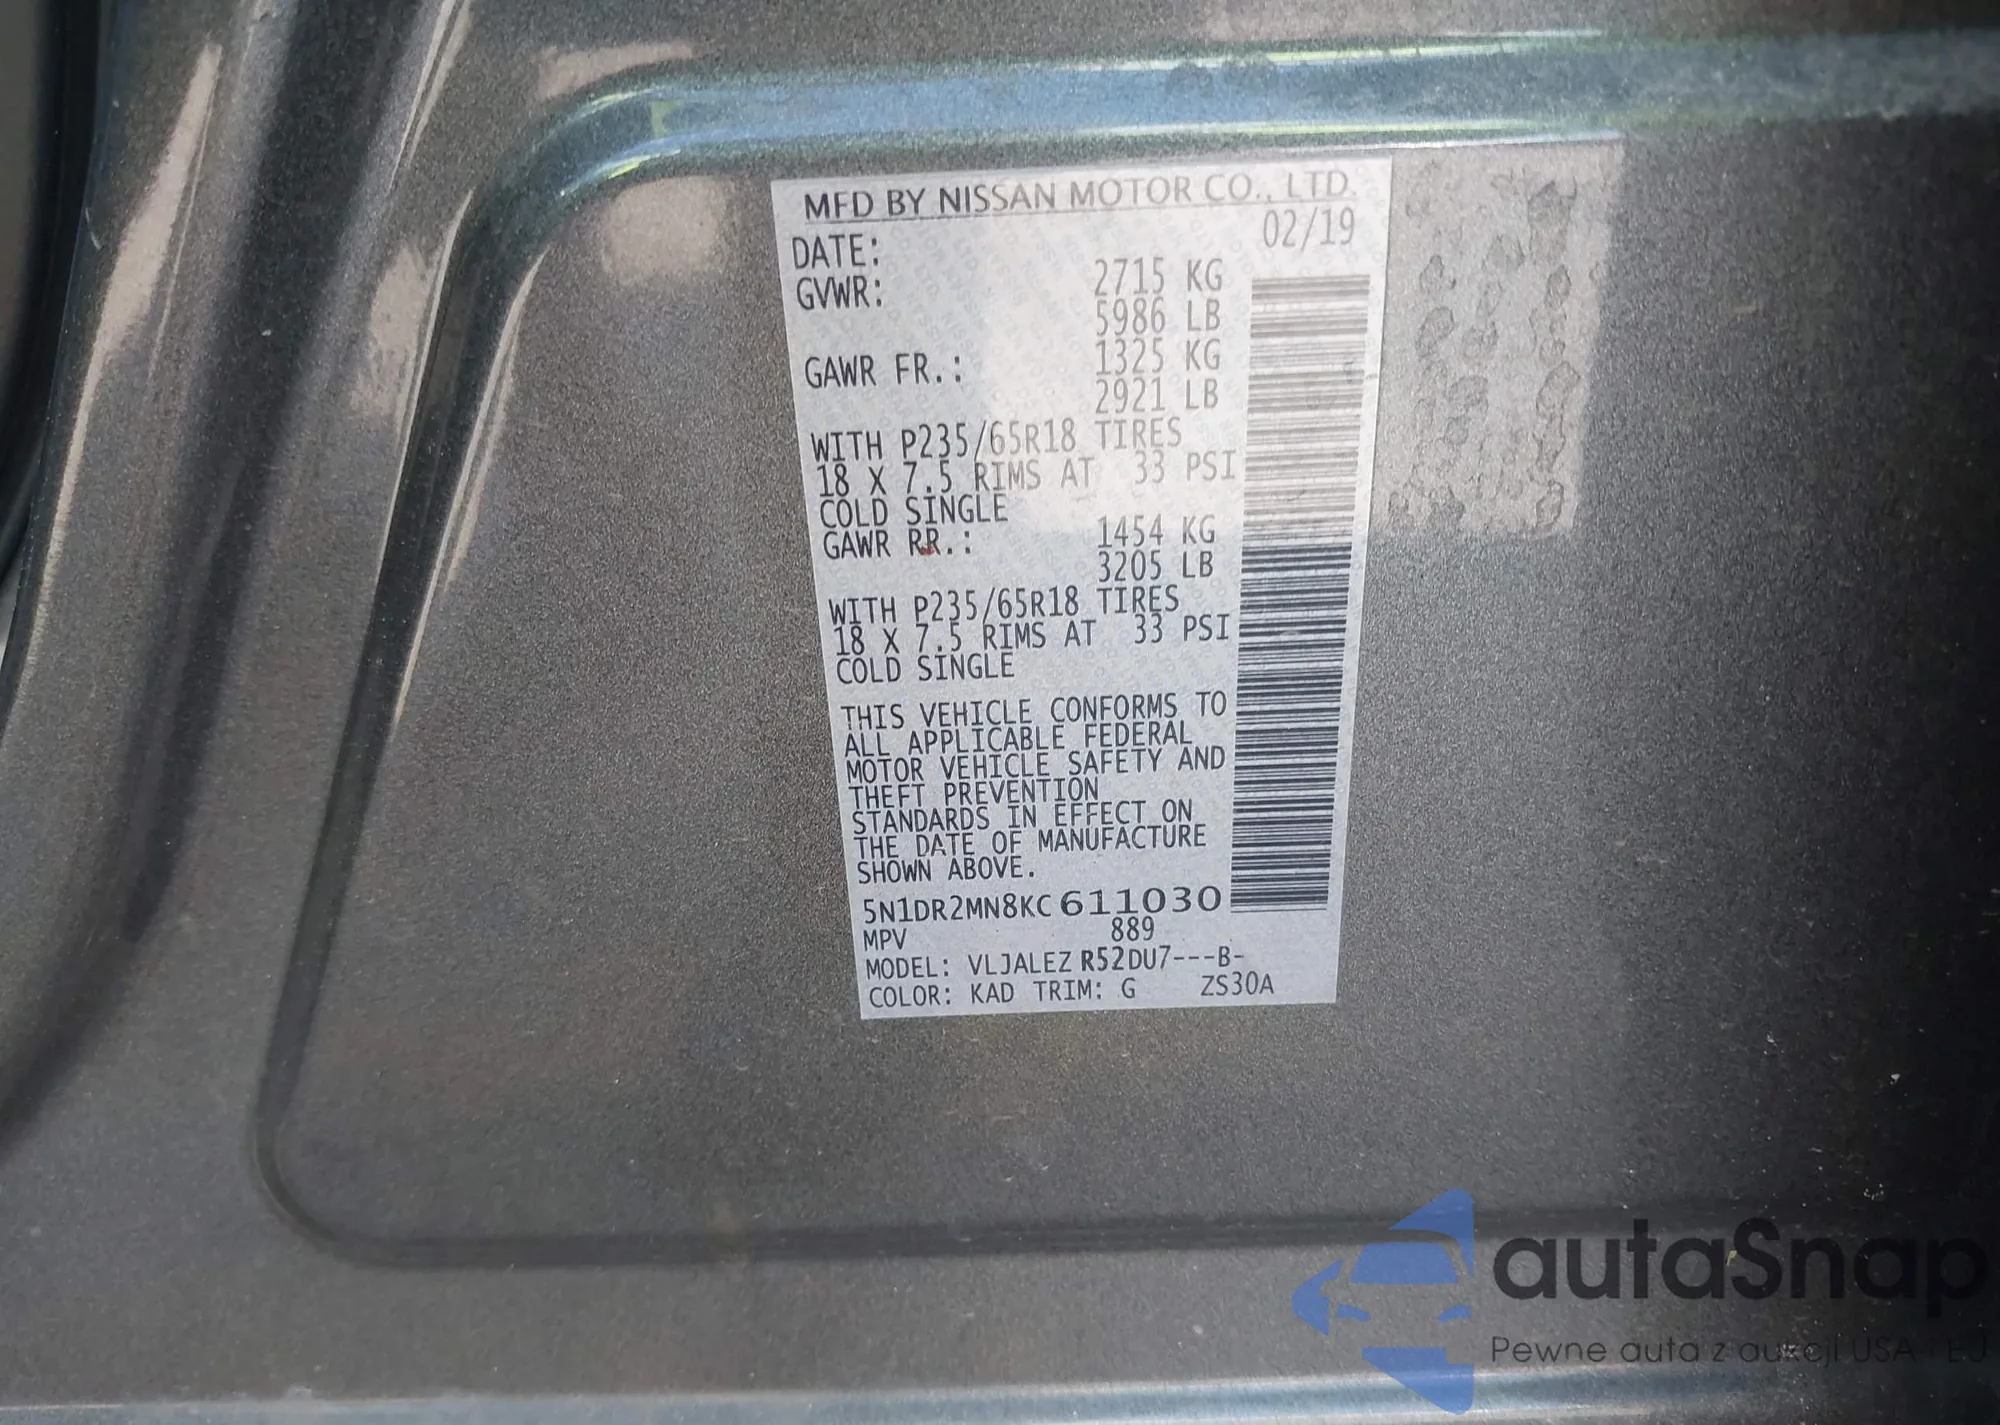 MFD BY NISSAN MOTOR CO., LTD.
DATE: 02/19
GVWR: 2715 KG
5986 LB
GAWR FR.: 1325 KG
2921 LB
WITH P235/65R18 TIRES
18 X 7.5 RIMS AT 33 PSI
COLD SINGLE
GAWR RR.: 1454 KG
3205 LB
WITH P235/65R18 TIRES
18 X 7.5 RIMS AT 33 PSI
COLD SINGLE
THIS VEHICLE CONFORMS TO
ALL APPLICABLE FEDERAL
MOTOR VEHICLE SAFETY AND
THEFT PREVENTION
STANDARDS IN EFFECT ON
THE DATE OF MANUFACTURE
SHOWN ABOVE.
5N1DR2MN8KC611030
MPV 889
MODEL: VLJALEZ R52DU7---B-
COLOR: KAD TRIM: G ZS30A
autaSnap
Pewne auta z aukcji USA i EU